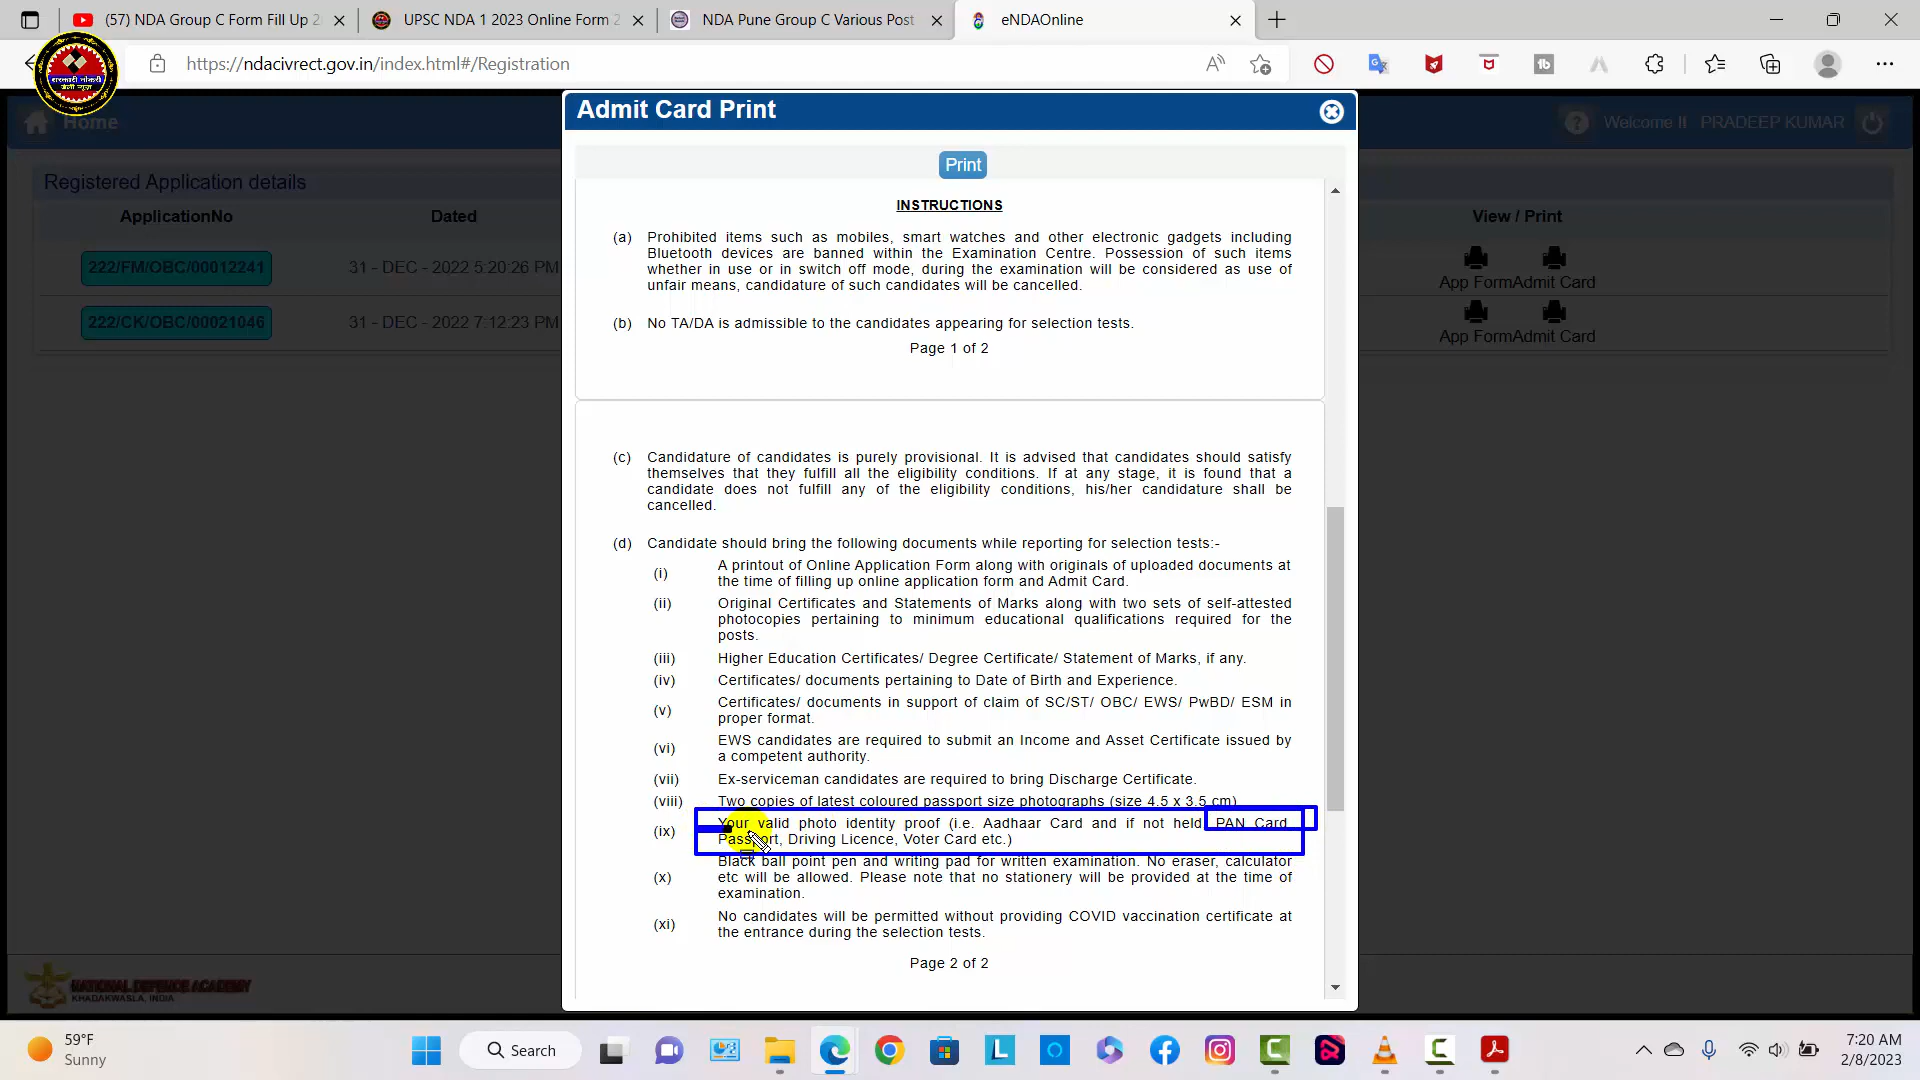 (57) NDA Group C Form Fill Up 2
UPSC NDA 1 2023 Online Form 2
NDA Pune Group C Various Post
eNDAOnline
https://ndacivrect.gov.in/index.html#/Registration
सरकारी नोकरी
Home
Welcome !!  PRADEEP KUMAR
Admit Card Print
Print
Registered Application details
ApplicationNo
Dated
View / Print
222/FM/OBC/00012241
31 - DEC - 2022 5:20:26 PM
App Form Admit Card
222/CK/OBC/00021046
31 - DEC - 2022 7:12:23 PM
App Form Admit Card
INSTRUCTIONS
(a) Prohibited items such as mobiles, smart watches and other electronic gadgets including
Bluetooth devices are banned within the Examination Centre. Possession of such items
whether in use or in switch off mode, during the examination will be considered as use of
unfair means, candidature of such candidates will be cancelled.
(b) No TA/DA is admissible to the candidates appearing for selection tests.
Page 1 of 2
(c) Candidature of candidates is purely provisional. It is advised that candidates should satisfy
themselves that they fulfill all the eligibility conditions. If at any stage, it is found that a
candidate does not fulfill any of the eligibility conditions, his/her candidature shall be
cancelled.
(d) Candidate should bring the following documents while reporting for selection tests:-
(i) A printout of Online Application Form along with originals of uploaded documents at
the time of filling up online application form and Admit Card.
(ii) Original Certificates and Statements of Marks along with two sets of self-attested
photocopies pertaining to minimum educational qualifications required for the
posts.
(iii) Higher Education Certificates/ Degree Certificate/ Statement of Marks, if any.
(iv) Certificates/ documents pertaining to Date of Birth and Experience.
(v) Certificates/ documents in support of claim of SC/ST/ OBC/ EWS/ PwBD/ ESM in
proper format.
(vi) EWS candidates are required to submit an Income and Asset Certificate issued by
a competent authority.
(vii) Ex-serviceman candidates are required to bring Discharge Certificate.
(viii) Two copies of latest coloured passport size photographs (size 4.5 x 3.5 cm)
(ix) Your valid photo identity proof (i.e. Aadhaar Card and if not held PAN Card
Passport, Driving Licence, Voter Card etc.)
(x) Black ball point pen and writing pad for written examination. No eraser, calculator
etc will be allowed. Please note that no stationery will be provided at the time of
examination.
(xi) No candidates will be permitted without providing COVID vaccination certificate at
the entrance during the selection tests.
Page 2 of 2
NATIONAL DEFENCE ACADEMY
KHADAKWASLA, INDIA
59°F
Sunny
Search
7:20 AM
2/8/2023